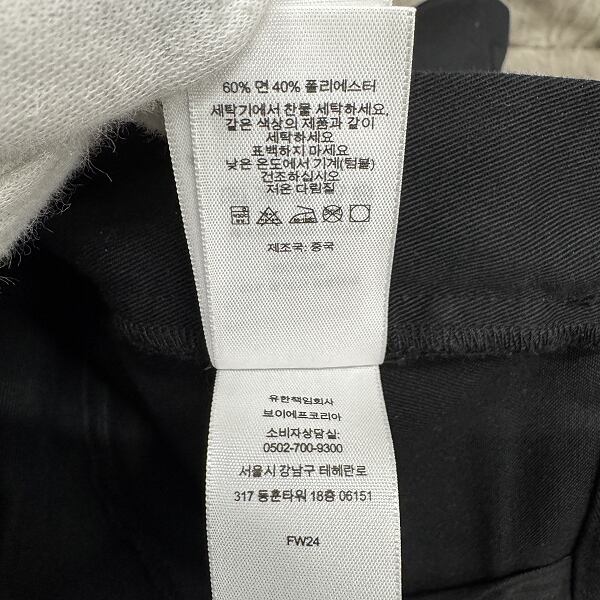 60% 면 40% 폴리에스터
세탁기에서 찬물 세탁하세요,
같은 색상의 제품과 같이
세탁하세요
표백하지 마세요
낮은 온도에서 기계(텀블)
건조하십시오
저온 다림질
제조국: 중국
유한책임회사
브이에프코리아
소비자상담실:
0502-700-9300
서울시 강남구 테헤란로
317 동훈타워 18층 06151
FW24